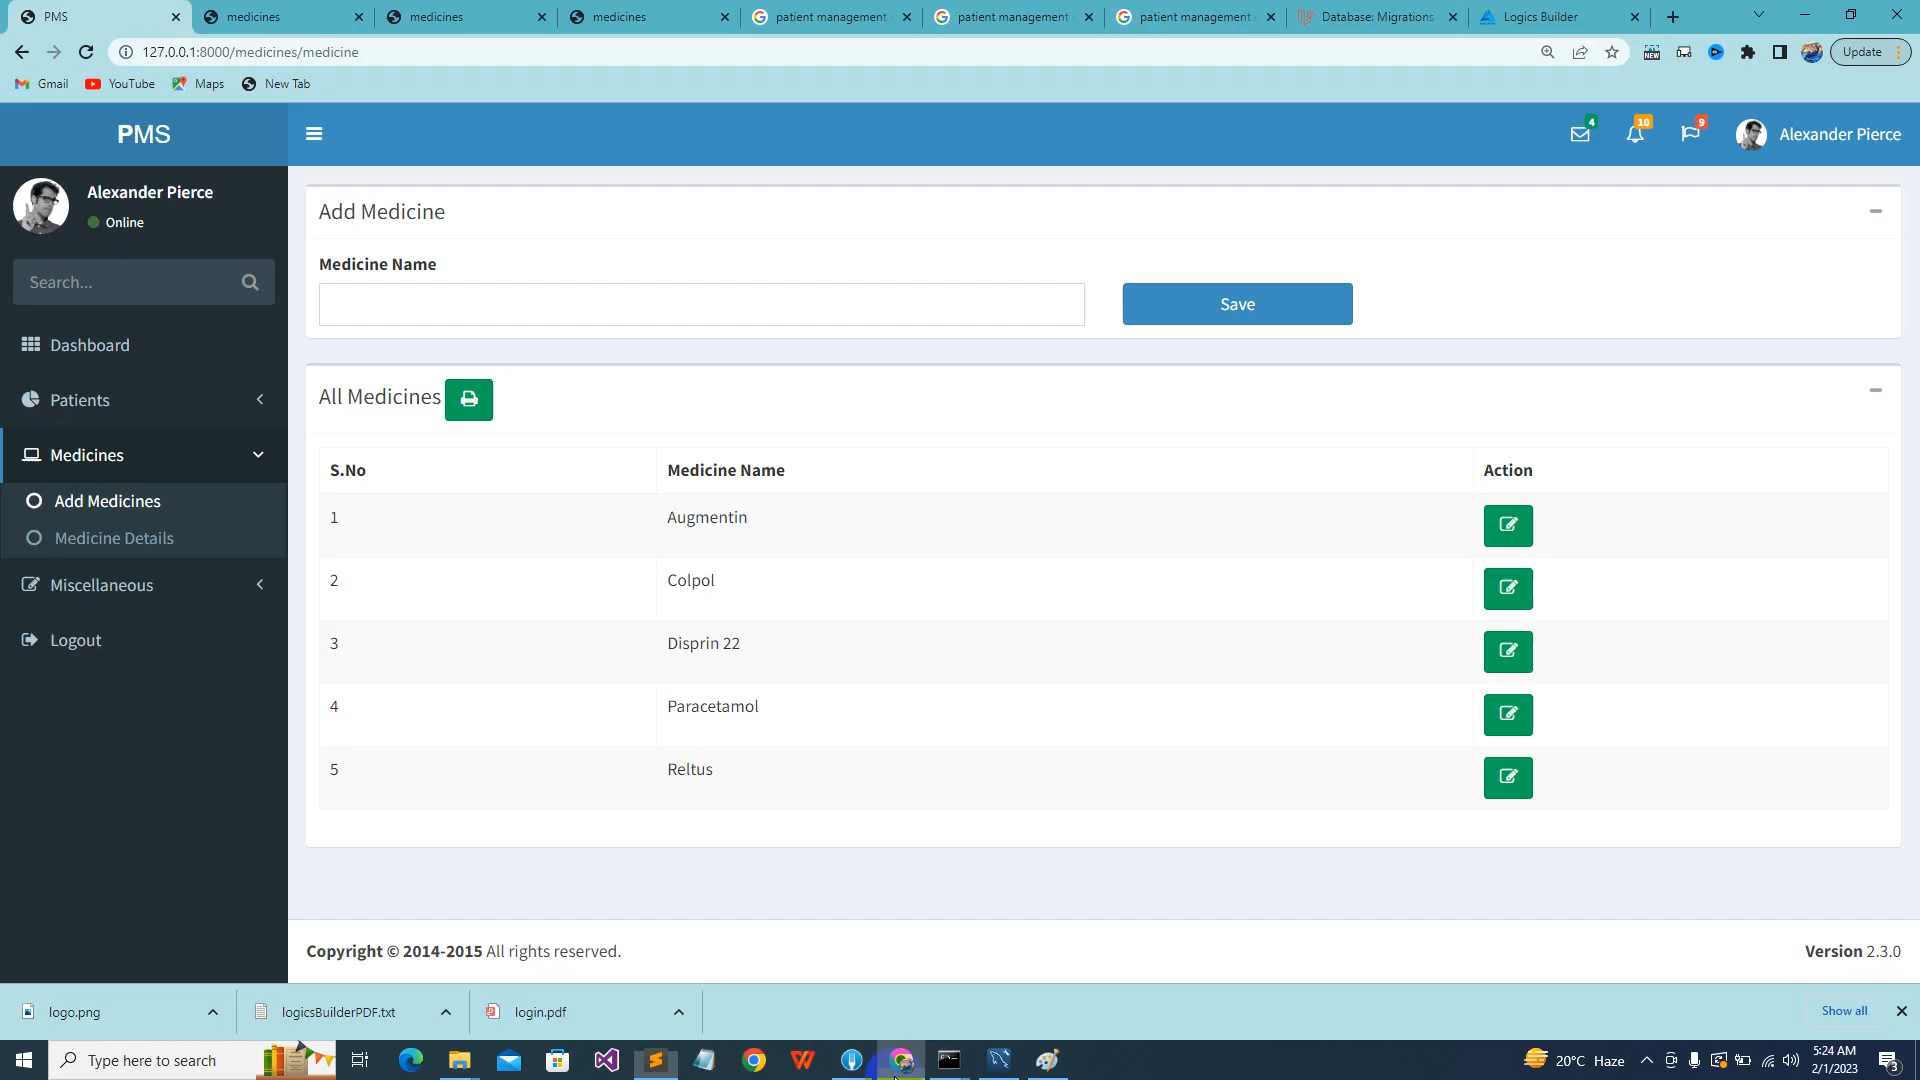 PMS
medicines
medicines
medicines
patient management
patient management
patient management
Database: Migrations
Logics Builder
127.0.0.1:8000/medicines/medicine
NEW
Update
Gmail
YouTube
Maps
New Tab
PMS
4
10
9
Alexander Pierce
Alexander Pierce
Online
Search...
Dashboard
Patients
Medicines
Add Medicines
Medicine Details
Miscellaneous
Logout
Add Medicine
Medicine Name
Save
All Medicines
S.No Medicine Name Action
1 Augmentin
2 Colpol
3 Disprin 22
4 Paracetamol
5 Reltus
Copyright © 2014-2015 All rights reserved.
Version 2.3.0
logo.png
logicsBuilderPDF.txt
login.pdf
Show all
Type here to search
20°C Haze
5:24 AM
2/1/2023
3